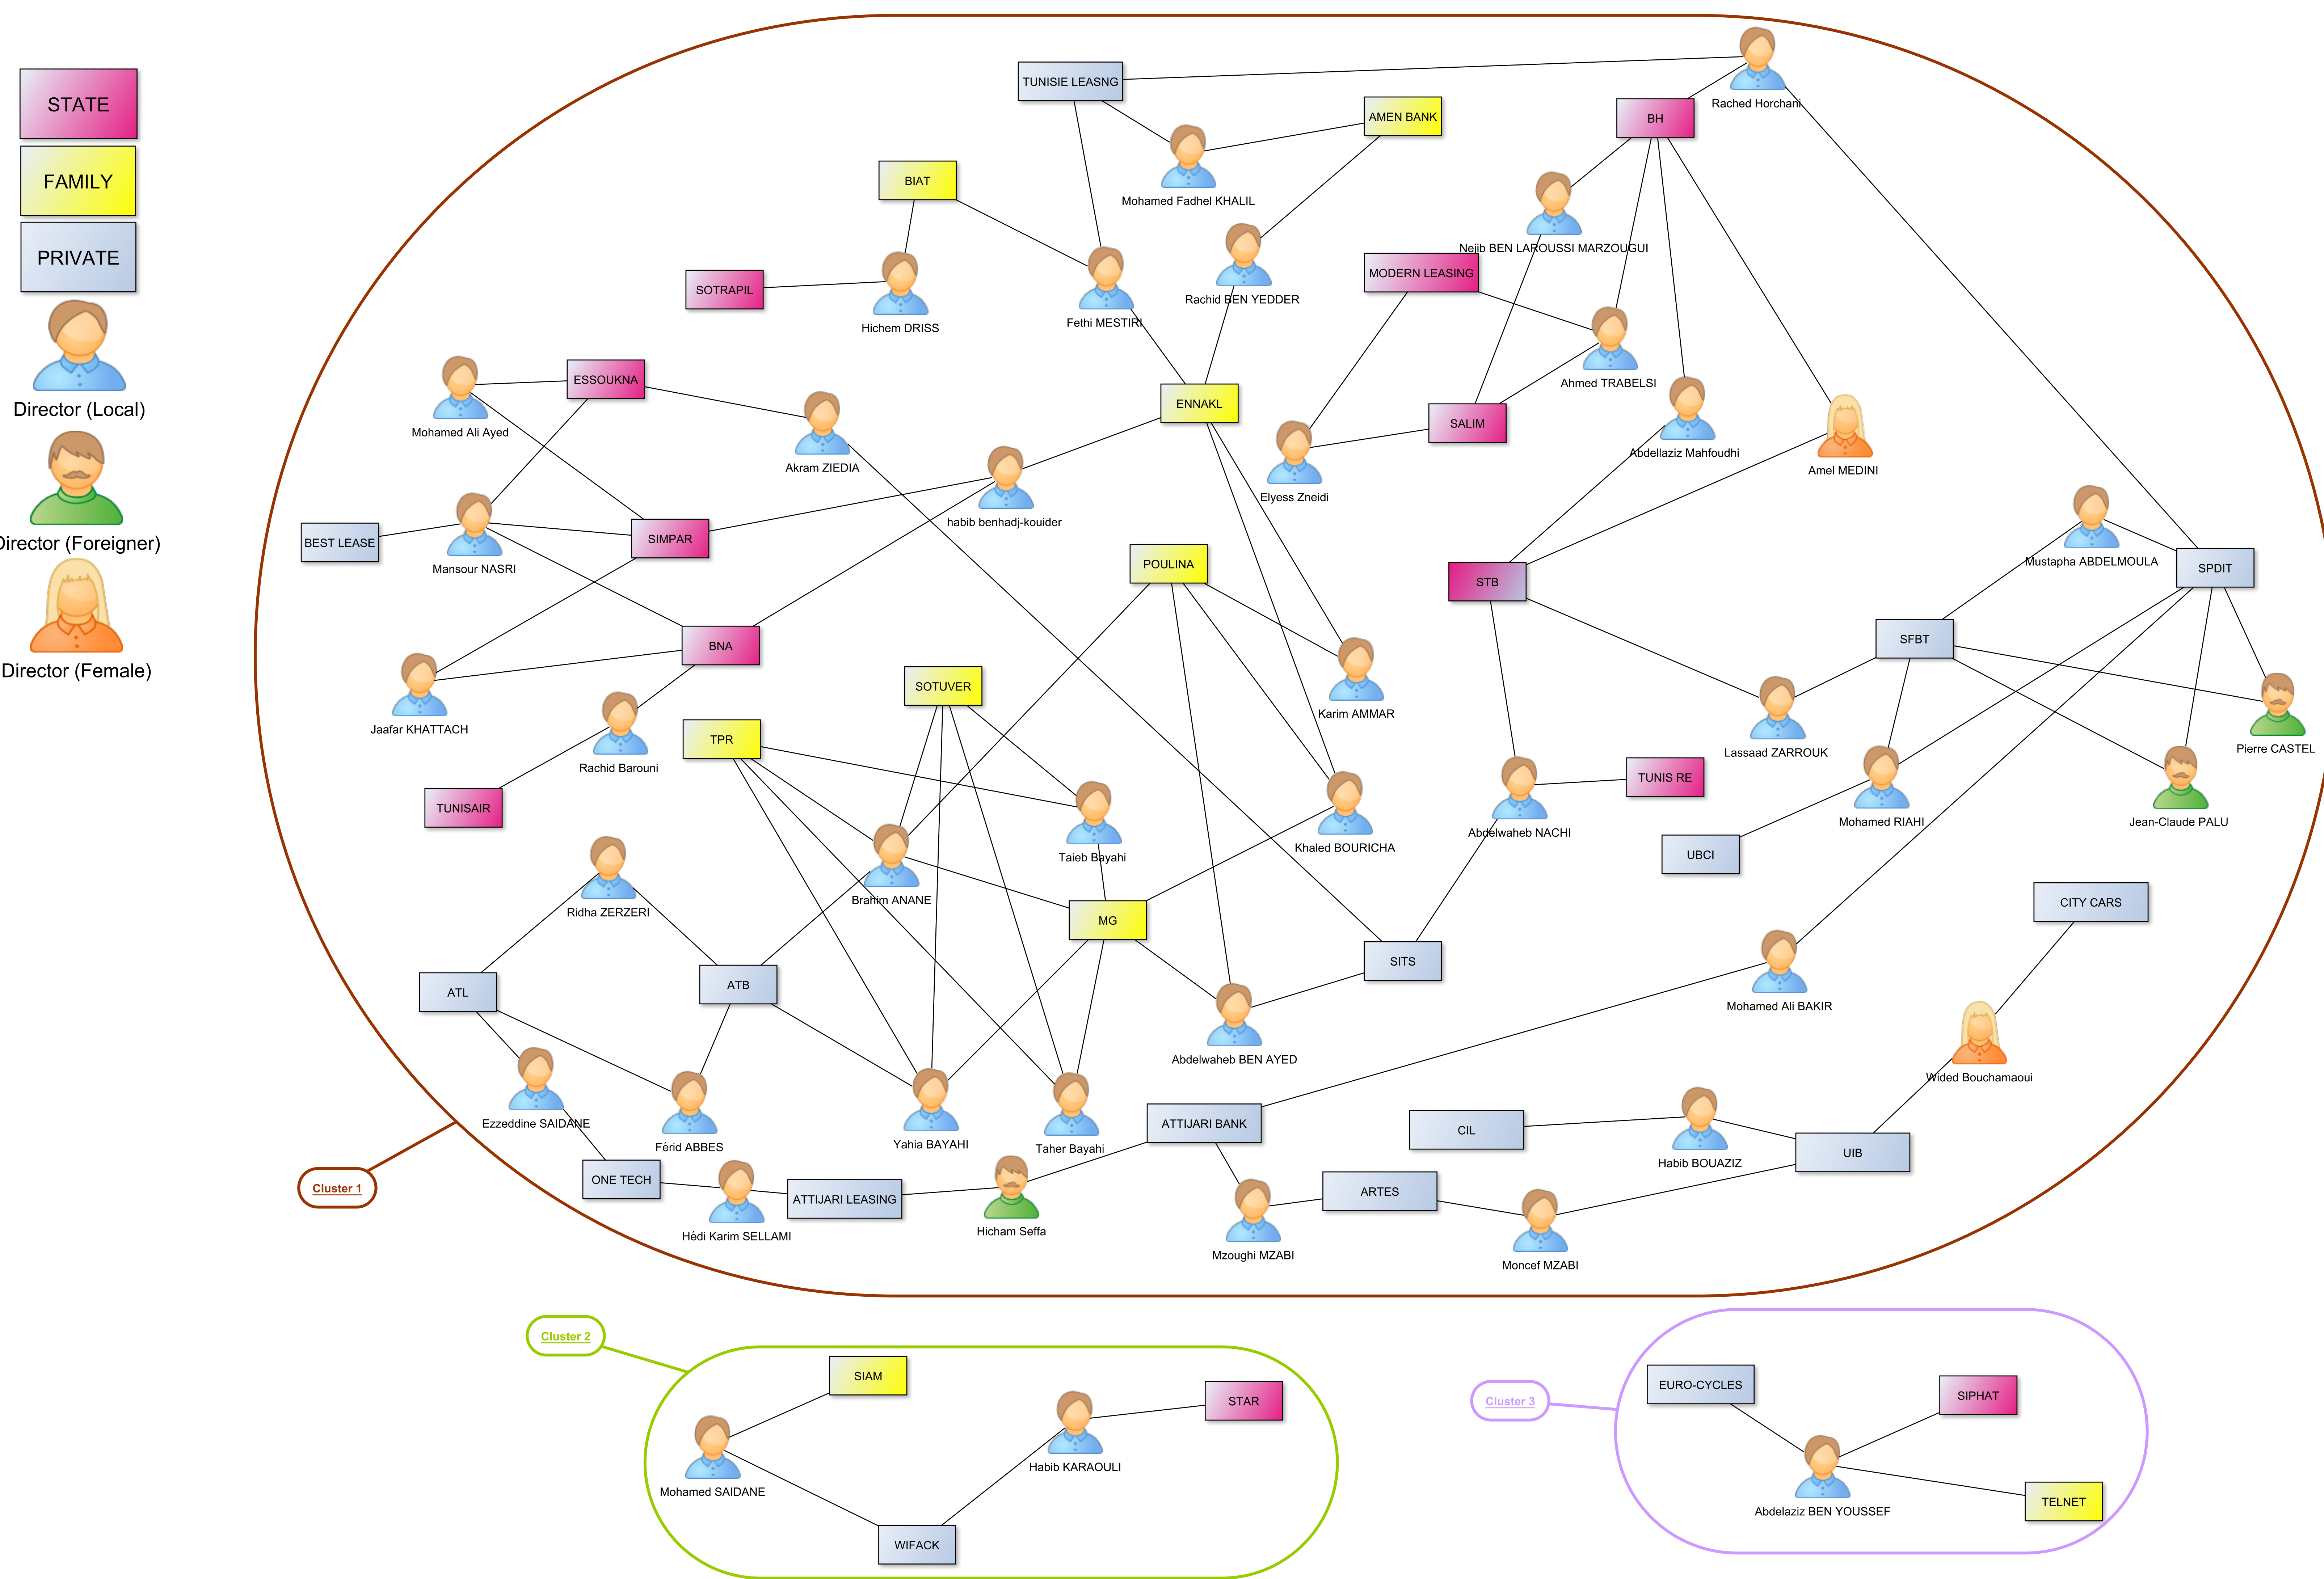 STATE
FAMILY
PRIVATE
Director (Local)
Director (Foreigner)
Director (Female)
Rached Horchani
TUNISIE LEASNG
AMEN BANK
BH
BIAT
Mohamed Fadhel KHALIL
Nejib BEN LAROUSSI MARZOUGUI
MODERN LEASING
SOTRAPIL
Rachid BEN YEDDER
Hichem DRISS
Fethi MESTIRI
ESSOUKNA
Ahmed TRABELSI
ENNAKL
SALIM
Mohamed Ali Ayed
Akram ZIEDIA
Abdellaziz Mahfoudhi
Amel MEDINI
Elyess Zneidi
habib benhadj-kouider
BEST LEASE
SIMPAR
Mansour NASRI
POULINA
STB
Mustapha ABDELMOULA
SPDIT
BNA
SFBT
SOTUVER
Karim AMMAR
Jaafar KHATTACH
TPR
Rachid Barouni
Lassaad ZARROUK
Pierre CASTEL
TUNIS RE
TUNISAIR
Mohamed RIAHI
Jean-Claude PALU
Abdelwaheb NACHI
Khaled BOURICHA
Taieb Bayahi
UBCI
Brahim ANANE
CITY CARS
Ridha ZERZERI
MG
SITS
ATL
ATB
Mohamed Ali BAKIR
Abdelwaheb BEN AYED
Wided Bouchamaoui
Ezzeddine SAIDANE
ATTIJARI BANK
CIL
Férid ABBES
Yahia BAYAHI
Taher Bayahi
UIB
Habib BOUAZIZ
ONE TECH
Cluster 1
ATTIJARI LEASING
ARTES
Hédi Karim SELLAMI
Hicham Seffa
Mzoughi MZABI
Moncef MZABI
Cluster 2
SIAM
STAR
Habib KARAOULI
Mohamed SAIDANE
WIFACK
Cluster 3
EURO-CYCLES
SIPHAT
TELNET
Abdelaziz BEN YOUSSEF